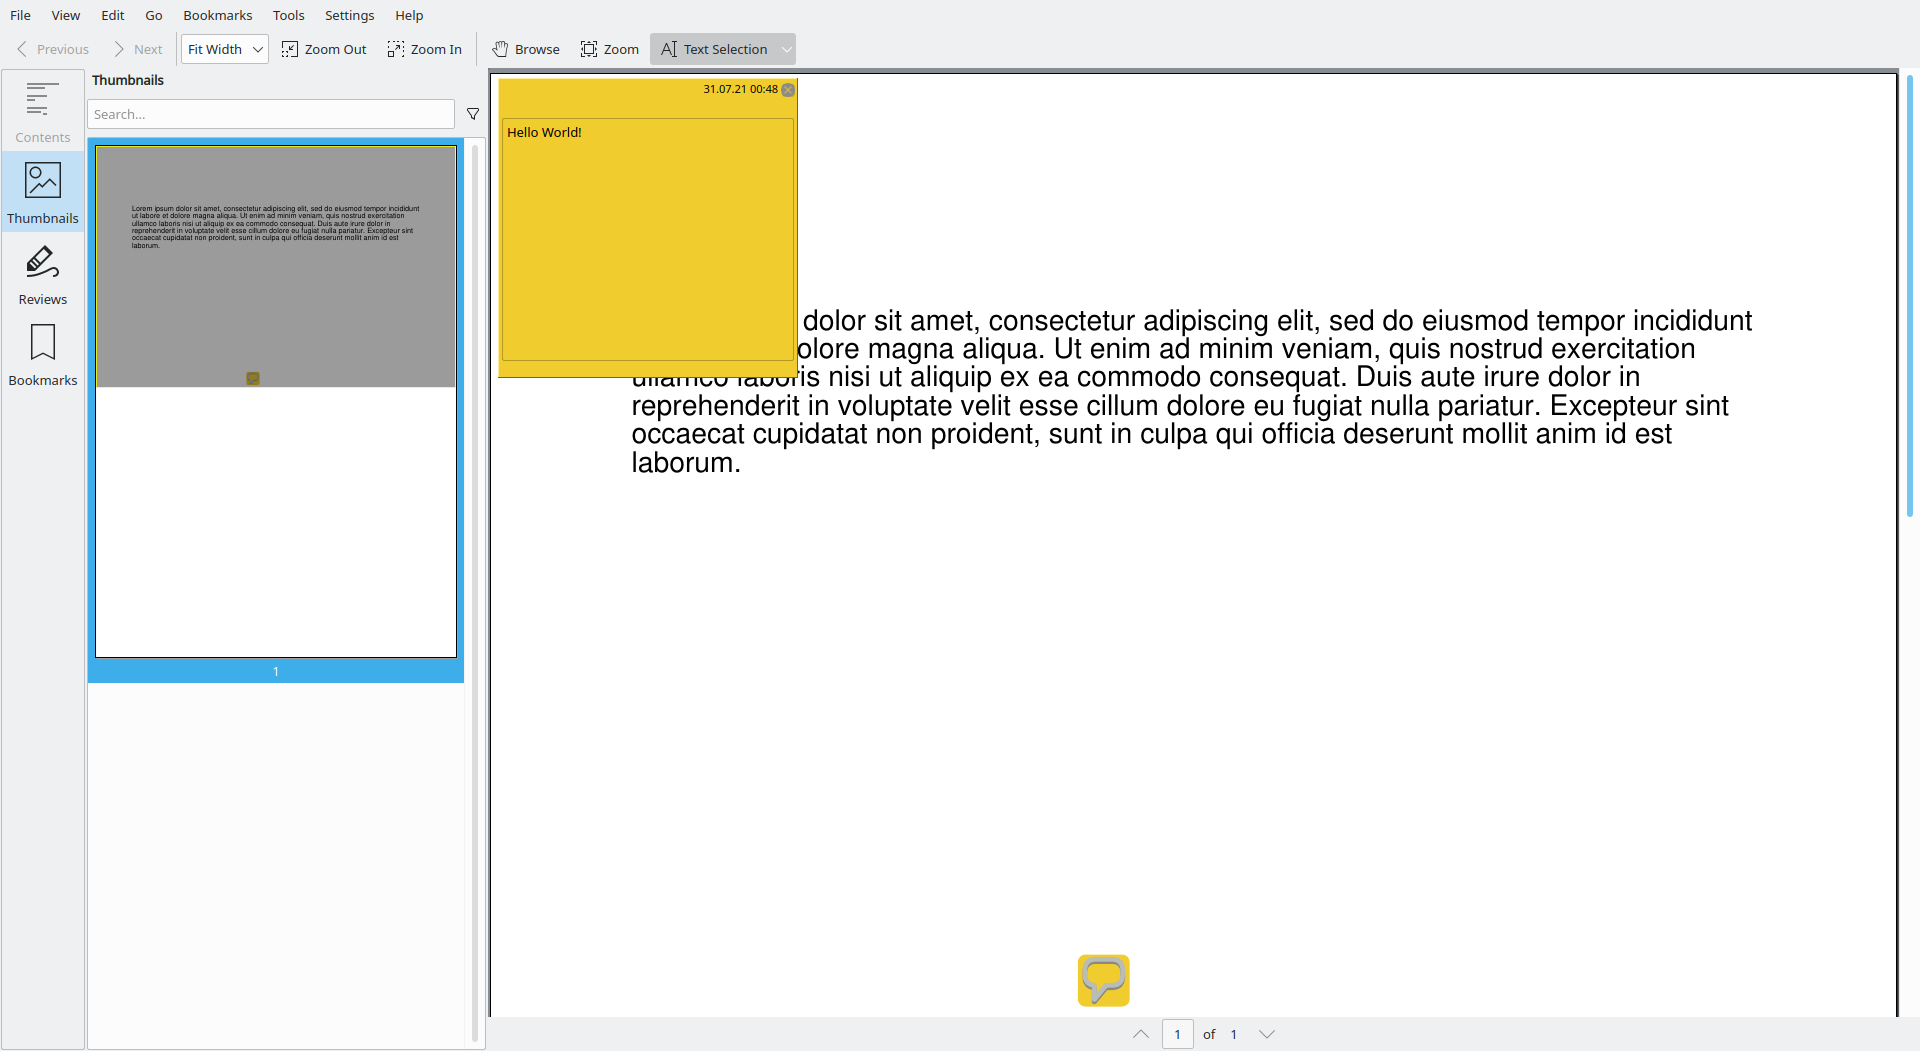 File View Edit Go Bookmarks Tools Settings Help
Previous Next Fit Width Zoom Out Zoom In Browse Zoom Text Selection
Contents
Thumbnails
Reviews
Bookmarks
Thumbnails
Search...
Lorem ipsum dolor sit amet, consectetur adipiscing elit, sed do eiusmod tempor incididunt
ut labore et dolore magna aliqua. Ut enim ad minim veniam, quis nostrud exercitation
ullamco laboris nisi ut aliquip ex ea commodo consequat. Duis aute irure dolor in
reprehenderit in voluptate velit esse cillum dolore eu fugiat nulla pariatur. Excepteur sint
occaecat cupidatat non proident, sunt in culpa qui officia deserunt mollit anim id est
laborum.
1
31.07.21 00:48
Hello World!
dolor sit amet, consectetur adipiscing elit, sed do eiusmod tempor incididunt
olore magna aliqua. Ut enim ad minim veniam, quis nostrud exercitation
ullamco laboris nisi ut aliquip ex ea commodo consequat. Duis aute irure dolor in
reprehenderit in voluptate velit esse cillum dolore eu fugiat nulla pariatur. Excepteur sint
occaecat cupidatat non proident, sunt in culpa qui officia deserunt mollit anim id est
laborum.
1 of 1